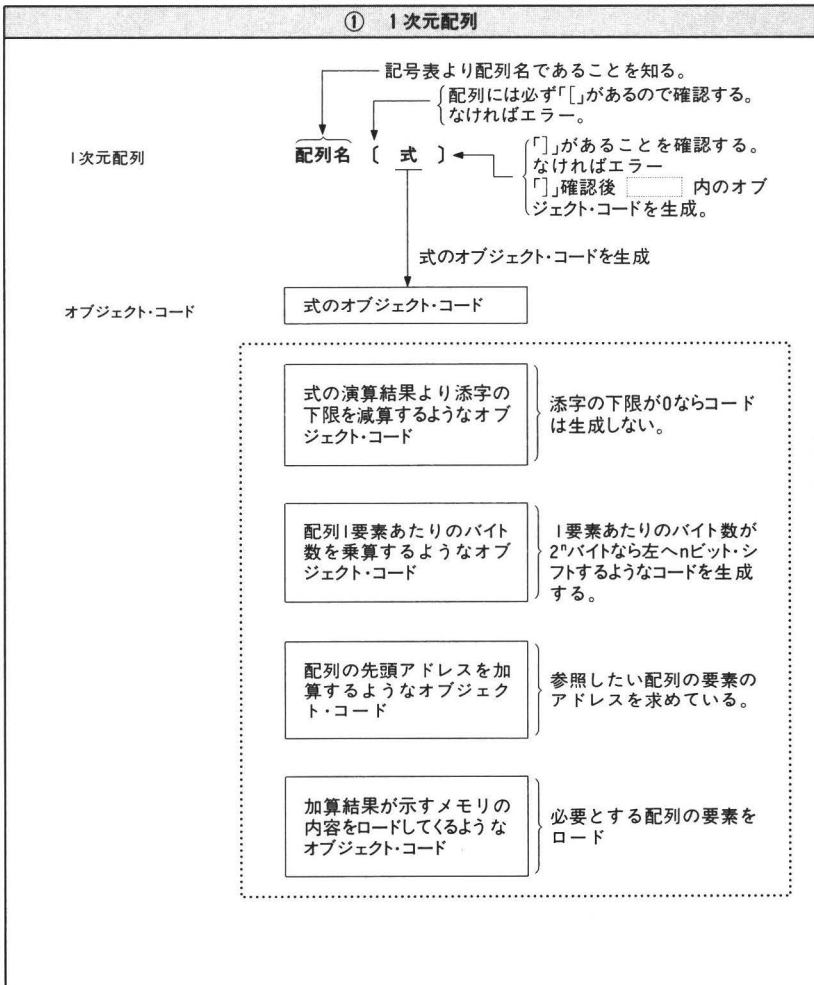 ① 1次元配列
記号表より配列名であることを知る。
配列には必ず「[」があるので確認する。
なければエラー。
1次元配列
配列名 〔 式 〕
「]」があることを確認する。
なければエラー
「]」確認後 内のオブ
ジェクト・コードを生成。
式のオブジェクト・コードを生成
オブジェクト・コード
式のオブジェクト・コード
式の演算結果より添字の
下限を減算するようなオブ
ジェクト・コード
添字の下限が0ならコード
は生成しない。
配列1要素あたりのバイト
数を乗算するようなオブ
ジェクト・コード
1要素あたりのバイト数が
2ⁿバイトなら左へnビット・シ
フトするようなコードを生成
する。
配列の先頭アドレスを加
算するようなオブジェク
ト・コード
参照したい配列の要素の
アドレスを求めている。
加算結果が示すメモリの
内容をロードしてくるような
オブジェクト・コード
必要とする配列の要素を
ロード